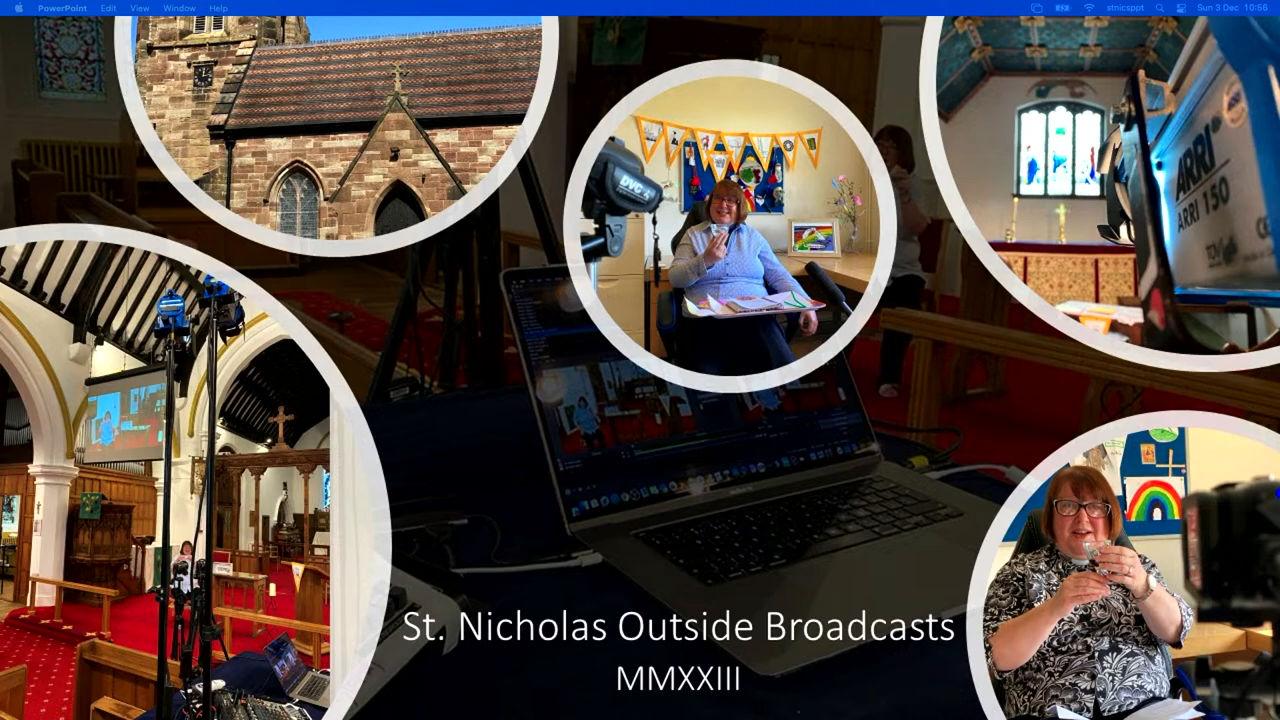 PowerPoint Edit View Window Help
stnicsppt Sun 3 Dec 10:56
DVC
ARRI
ARRI 150
St. Nicholas Outside Broadcasts
MMXXIII